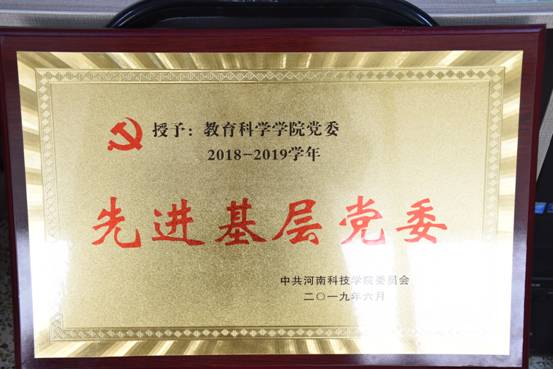 授予：教育科学学院党委
2018-2019学年
先进基层党委
中共河南科技学院委员会
二〇一九年六月